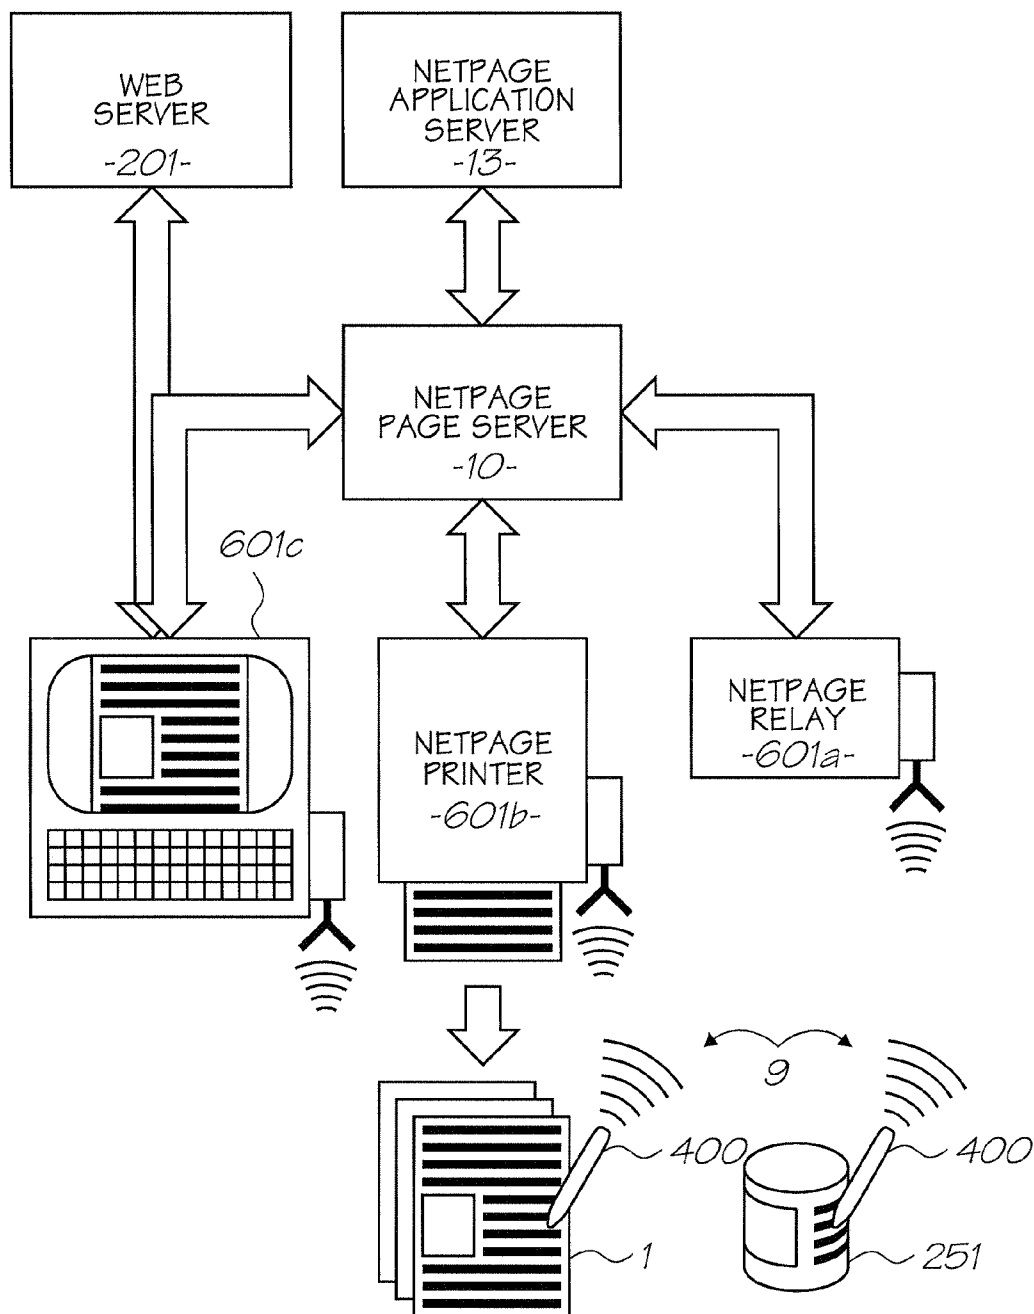 WEB
SERVER
-201-
NETPAGE
APPLICATION
SERVER
-13-
NETPAGE
PAGE SERVER
-10-
601c
NETPAGE
PRINTER
-601b-
NETPAGE
RELAY
-601a-
9
400
400
1
251